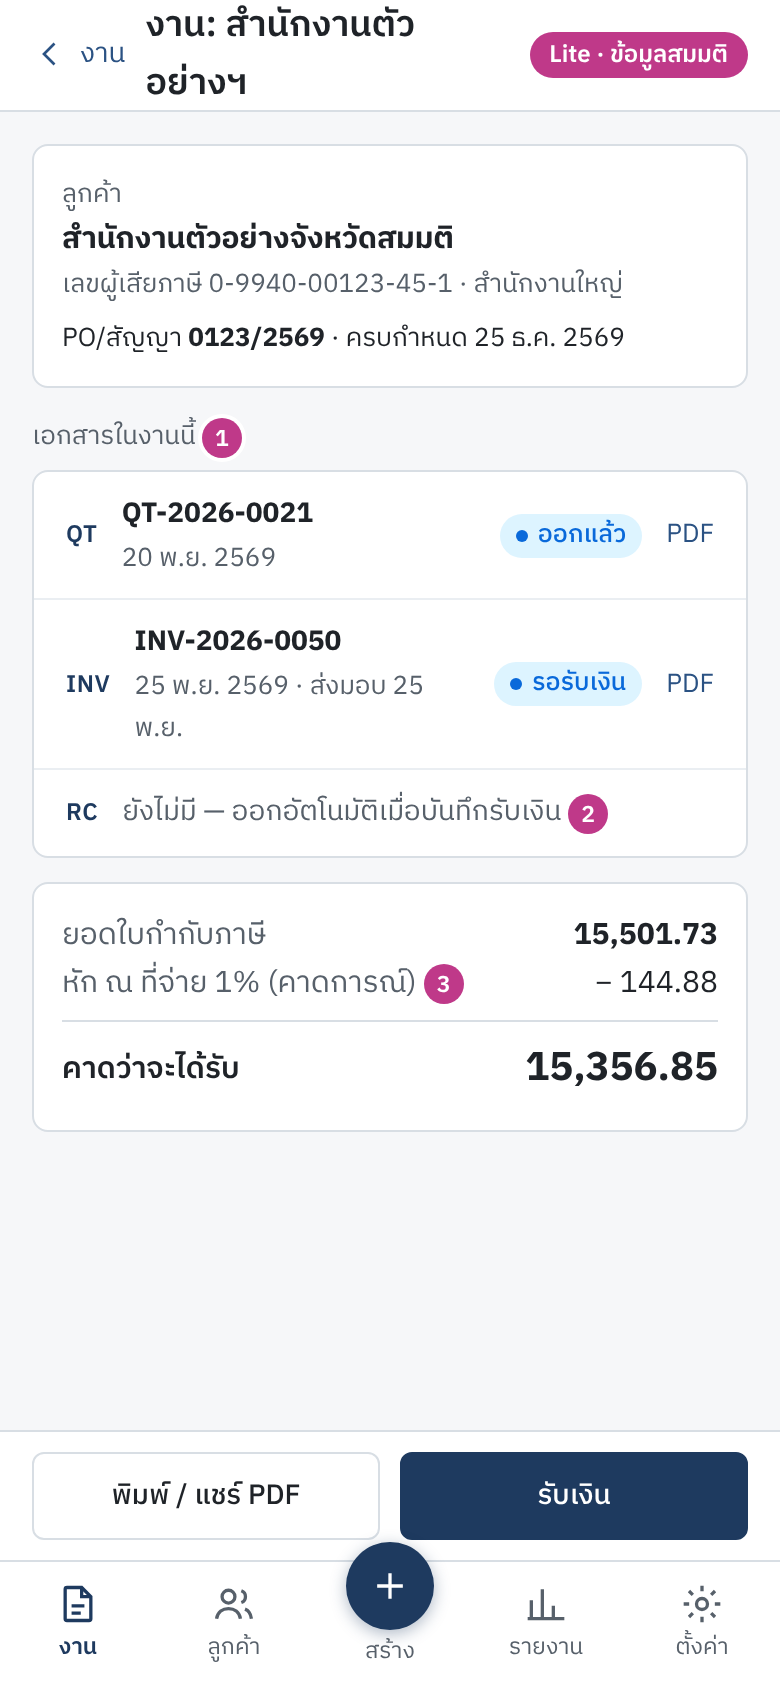 งาน
งาน: สำนักงานตัว
อย่างฯ
Lite · ข้อมูลสมมติ
ลูกค้า
สำนักงานตัวอย่างจังหวัดสมมติ
เลขผู้เสียภาษี 0-9940-00123-45-1 · สำนักงานใหญ่
PO/สัญญา 0123/2569 · ครบกำหนด 25 ธ.ค. 2569
เอกสารในงานนี้ 1
QT
QT-2026-0021
20 พ.ย. 2569
ออกแล้ว
PDF
INV
INV-2026-0050
25 พ.ย. 2569 · ส่งมอบ 25
พ.ย.
รอรับเงิน
PDF
RC ยังไม่มี — ออกอัตโนมัติเมื่อบันทึกรับเงิน 2
ยอดใบกำกับภาษี 15,501.73
หัก ณ ที่จ่าย 1% (คาดการณ์) 3 − 144.88
คาดว่าจะได้รับ 15,356.85
พิมพ์ / แชร์ PDF
รับเงิน
งาน
ลูกค้า
สร้าง
รายงาน
ตั้งค่า